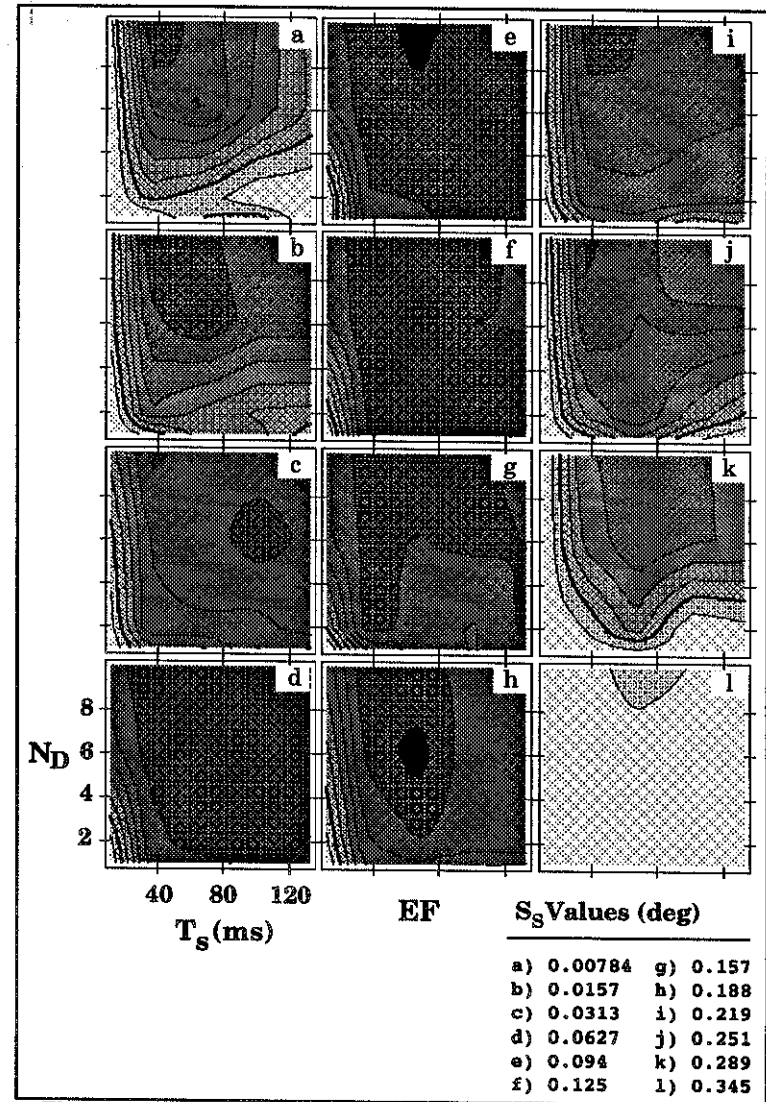 a e i
b f j
c g k
d h l
8
6
4
2
N_D
40 80 120
T_s (ms)
EF
S_S Values (deg)
a) 0.00784 g) 0.157
b) 0.0157 h) 0.188
c) 0.0313 i) 0.219
d) 0.0627 j) 0.251
e) 0.094 k) 0.289
f) 0.125 l) 0.345